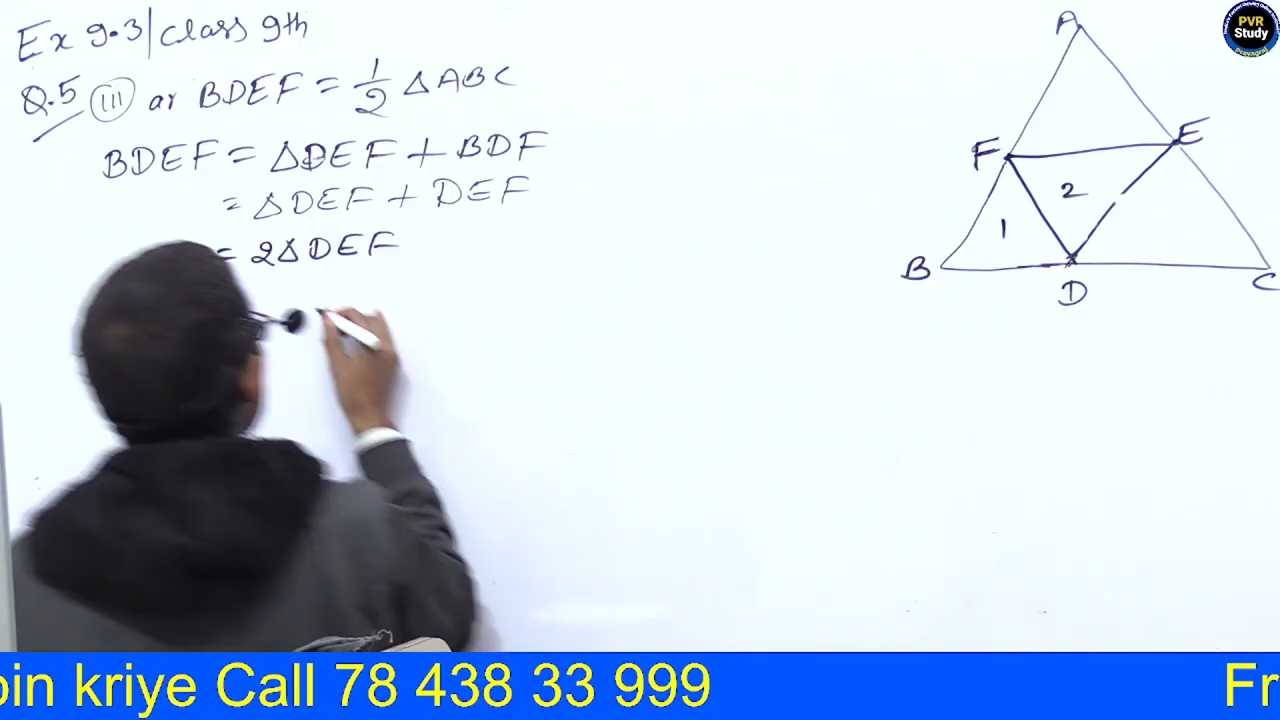 Ex 9.3 | Class 9th
Q.5 (III) ar BDEF = 1/2 ΔABC
BDEF = ΔDEF + BDF
= ΔDEF + DEF
= 2ΔDEF
A
F
E
1
2
B
D
C
PVR
Study
Prayagraj
oin kriye Call 78 438 33 999
Fr